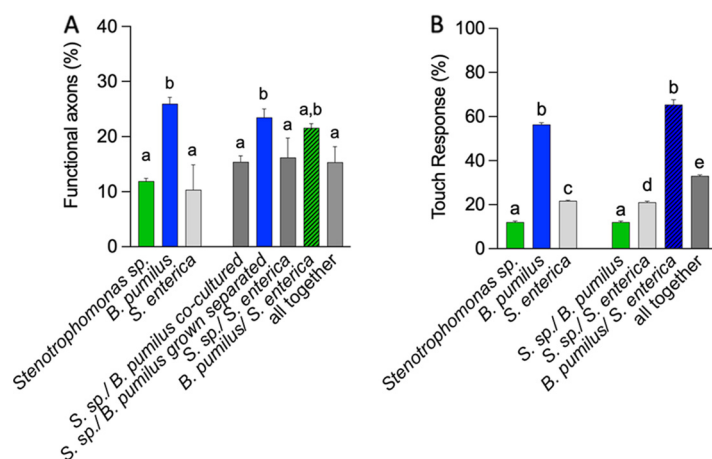 A
Functional axons (%)
40
30
20
10
0
a
b
a
a
b
a
a,b
a
Stenotrophomonas sp.
B. pumilus
S. enterica
S. sp./ B. pumilus co-cultured
S. sp./ B. pumilus grown separated
S. sp./ S. enterica
B. pumilus/ S. enterica
all together
B
Touch Response (%)
100
80
60
40
20
0
a
b
c
a
d
b
e
Stenotrophomonas sp.
B. pumilus
S. enterica
S. sp./ B. pumilus
S. sp./ S. enterica
B. pumilus/ S. enterica
all together